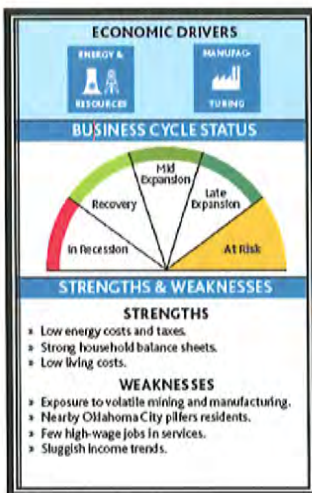 ECONOMIC DRIVERS
ENERGY & MANUFAC-
RESOURCES TURING
BUSINESS CYCLE STATUS
Mid
Expansion
Recovery
Late
Expansion
In Recession
At Risk
STRENGTHS & WEAKNESSES
STRENGTHS
» Low energy costs and taxes.
» Strong household balance sheets.
» Low living costs.
WEAKNESSES
» Exposure to volatile mining and manufacturing.
» Nearby Oklahoma City pilfers residents.
» Few high-wage jobs in services.
» Sluggish income trends.